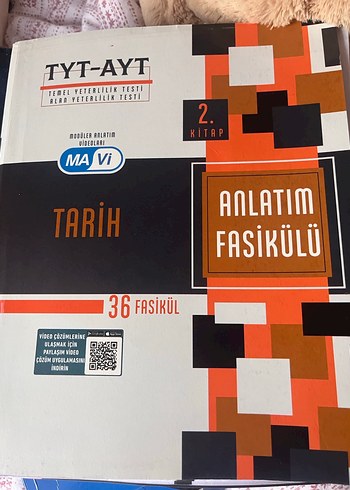 TYT-AYT
TEMEL YETERLİLİK TESTİ
ALAN YETERLİLİK TESTİ
2.
KİTAP
MODÜLER ANLATIM
VİDEOLARI
MAVi
TARİH
ANLATIM
FASİKÜLÜ
36 FASİKÜL
VİDEO ÇÖZÜMLERİNE
ULAŞMAK İÇİN
PAYLAŞIM VİDEO
ÇÖZÜM UYGULAMASINI
İNDİRİN